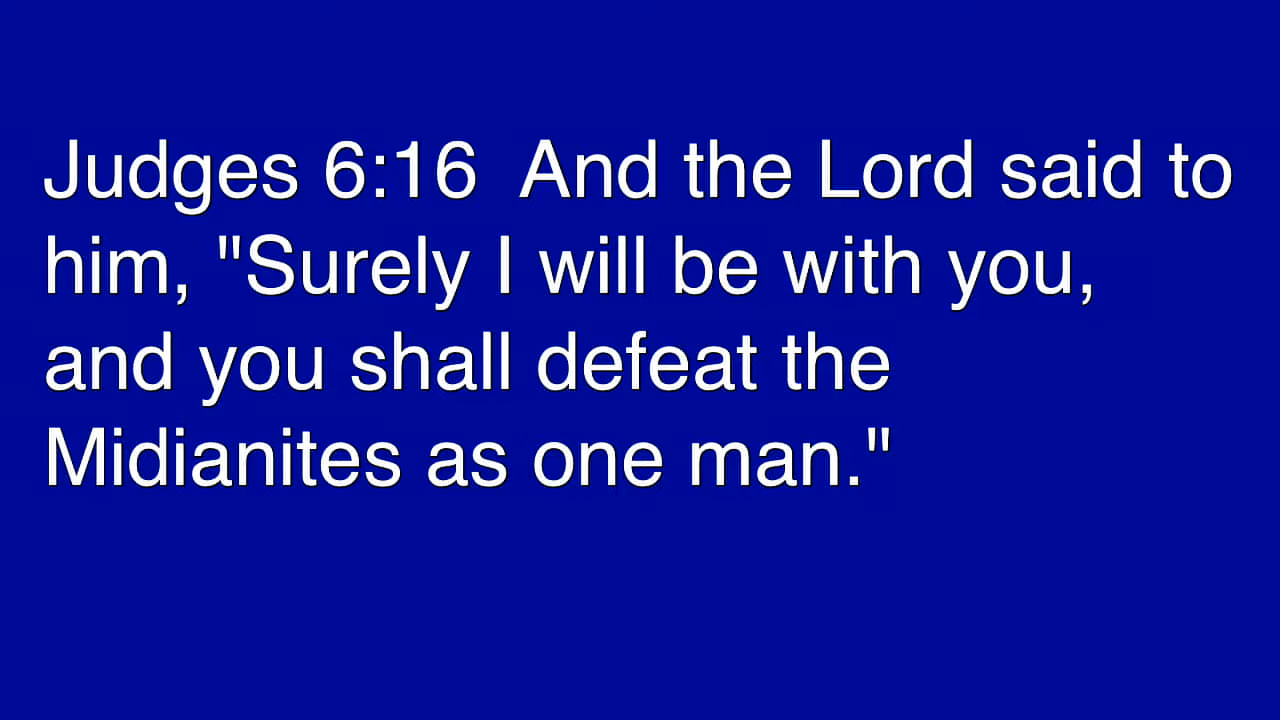 Judges 6:16  And the Lord said to
him, "Surely I will be with you,
and you shall defeat the
Midianites as one man."